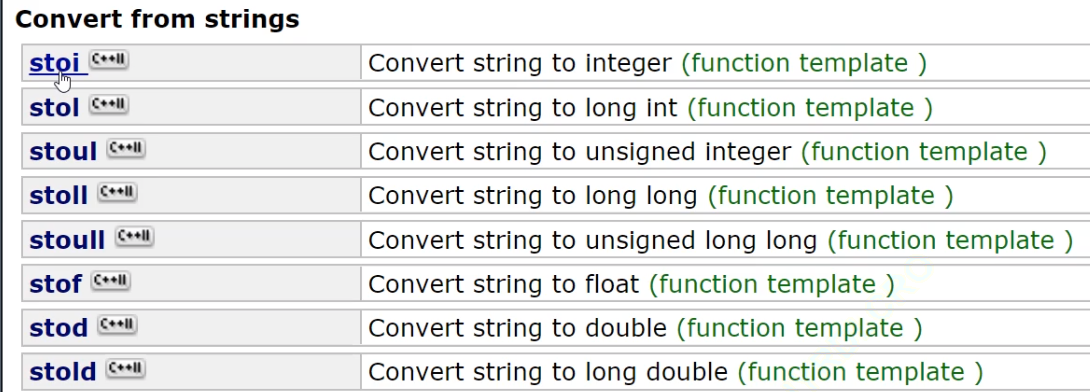 Convert from strings
stoi C++11 Convert string to integer (function template )
stol C++11 Convert string to long int (function template )
stoul C++11 Convert string to unsigned integer (function template )
stoll C++11 Convert string to long long (function template )
stoull C++11 Convert string to unsigned long long (function template )
stof C++11 Convert string to float (function template )
stod C++11 Convert string to double (function template )
stold C++11 Convert string to long double (function template )